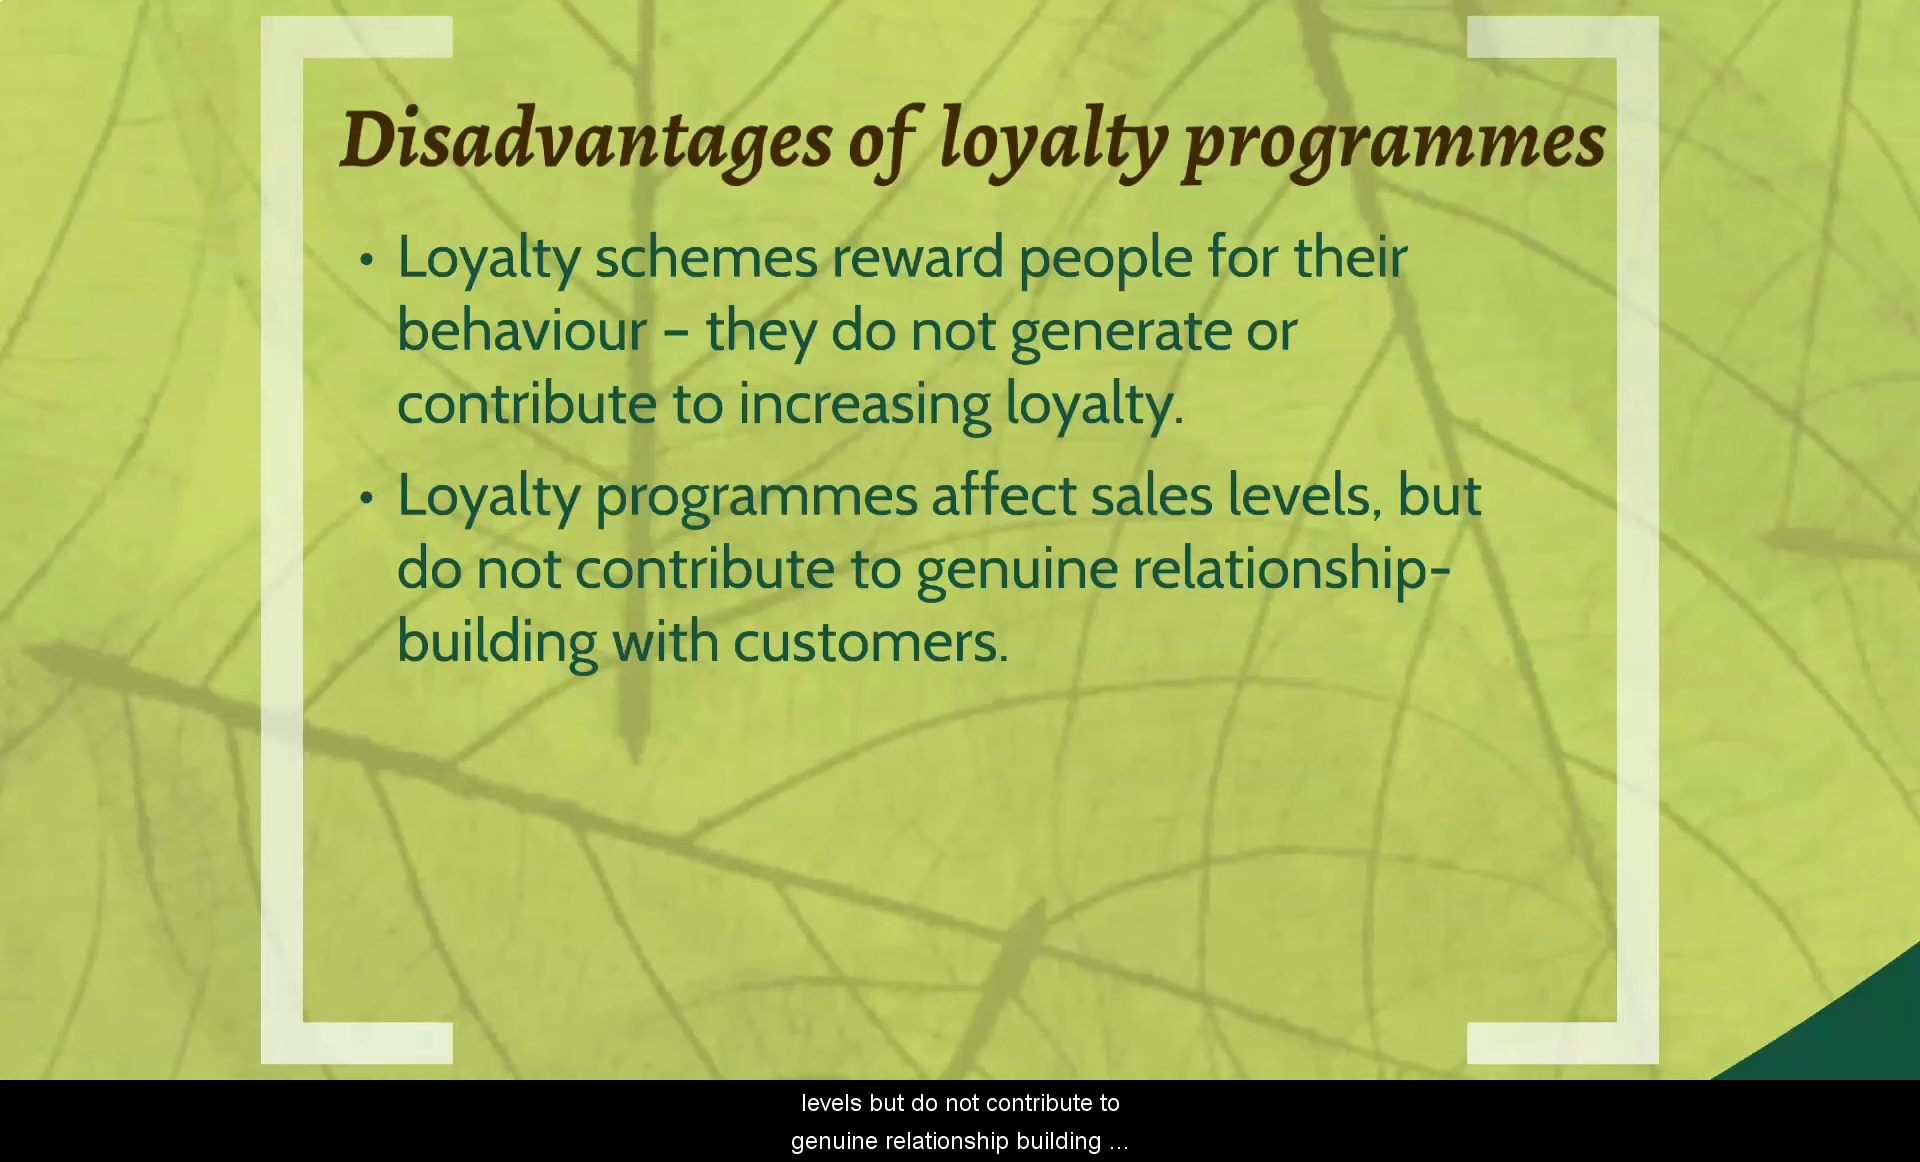 Disadvantages of loyalty programmes
• Loyalty schemes reward people for their
behaviour – they do not generate or
contribute to increasing loyalty.
• Loyalty programmes affect sales levels, but
do not contribute to genuine relationship-
building with customers.
levels but do not contribute to
genuine relationship building ...